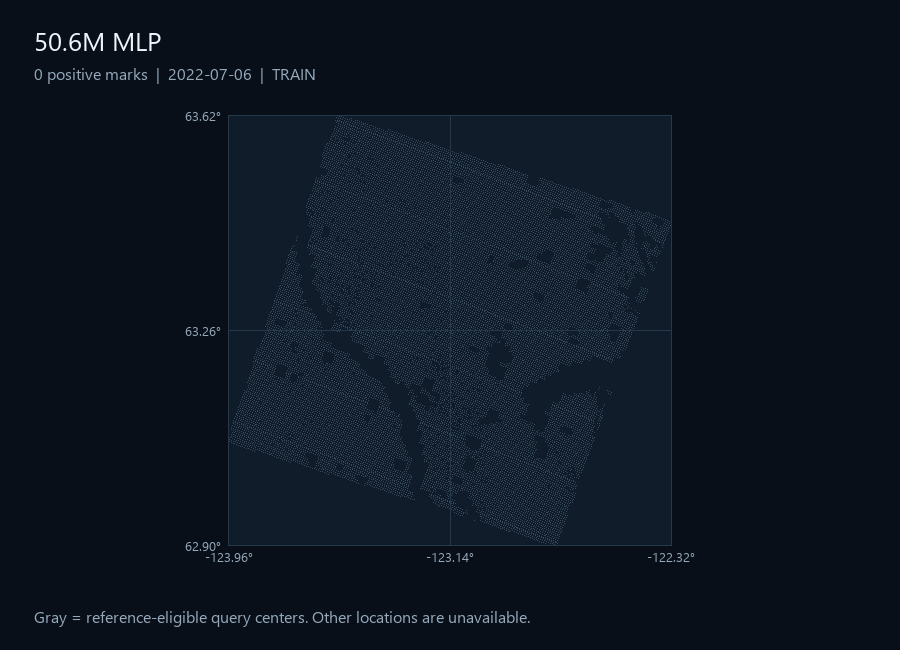 50.6M MLP
0 positive marks | 2022-07-06 | TRAIN
63.62°
63.26°
62.90°
-123.96°
-123.14°
-122.32°
Gray = reference-eligible query centers. Other locations are unavailable.